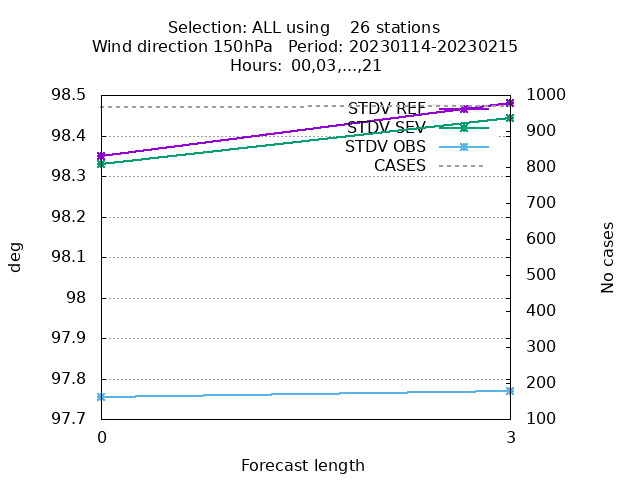 Selection: ALL using    26 stations
Wind direction 150hPa   Period: 20230114-20230215
Hours:  00,03,...,21
98.5
98.4
98.3
98.2
98.1
98
97.9
97.8
97.7
1000
900
800
700
600
500
400
300
200
100
STDV REF
STDV SEV
STDV OBS
CASES
deg
No cases
0
3
Forecast length